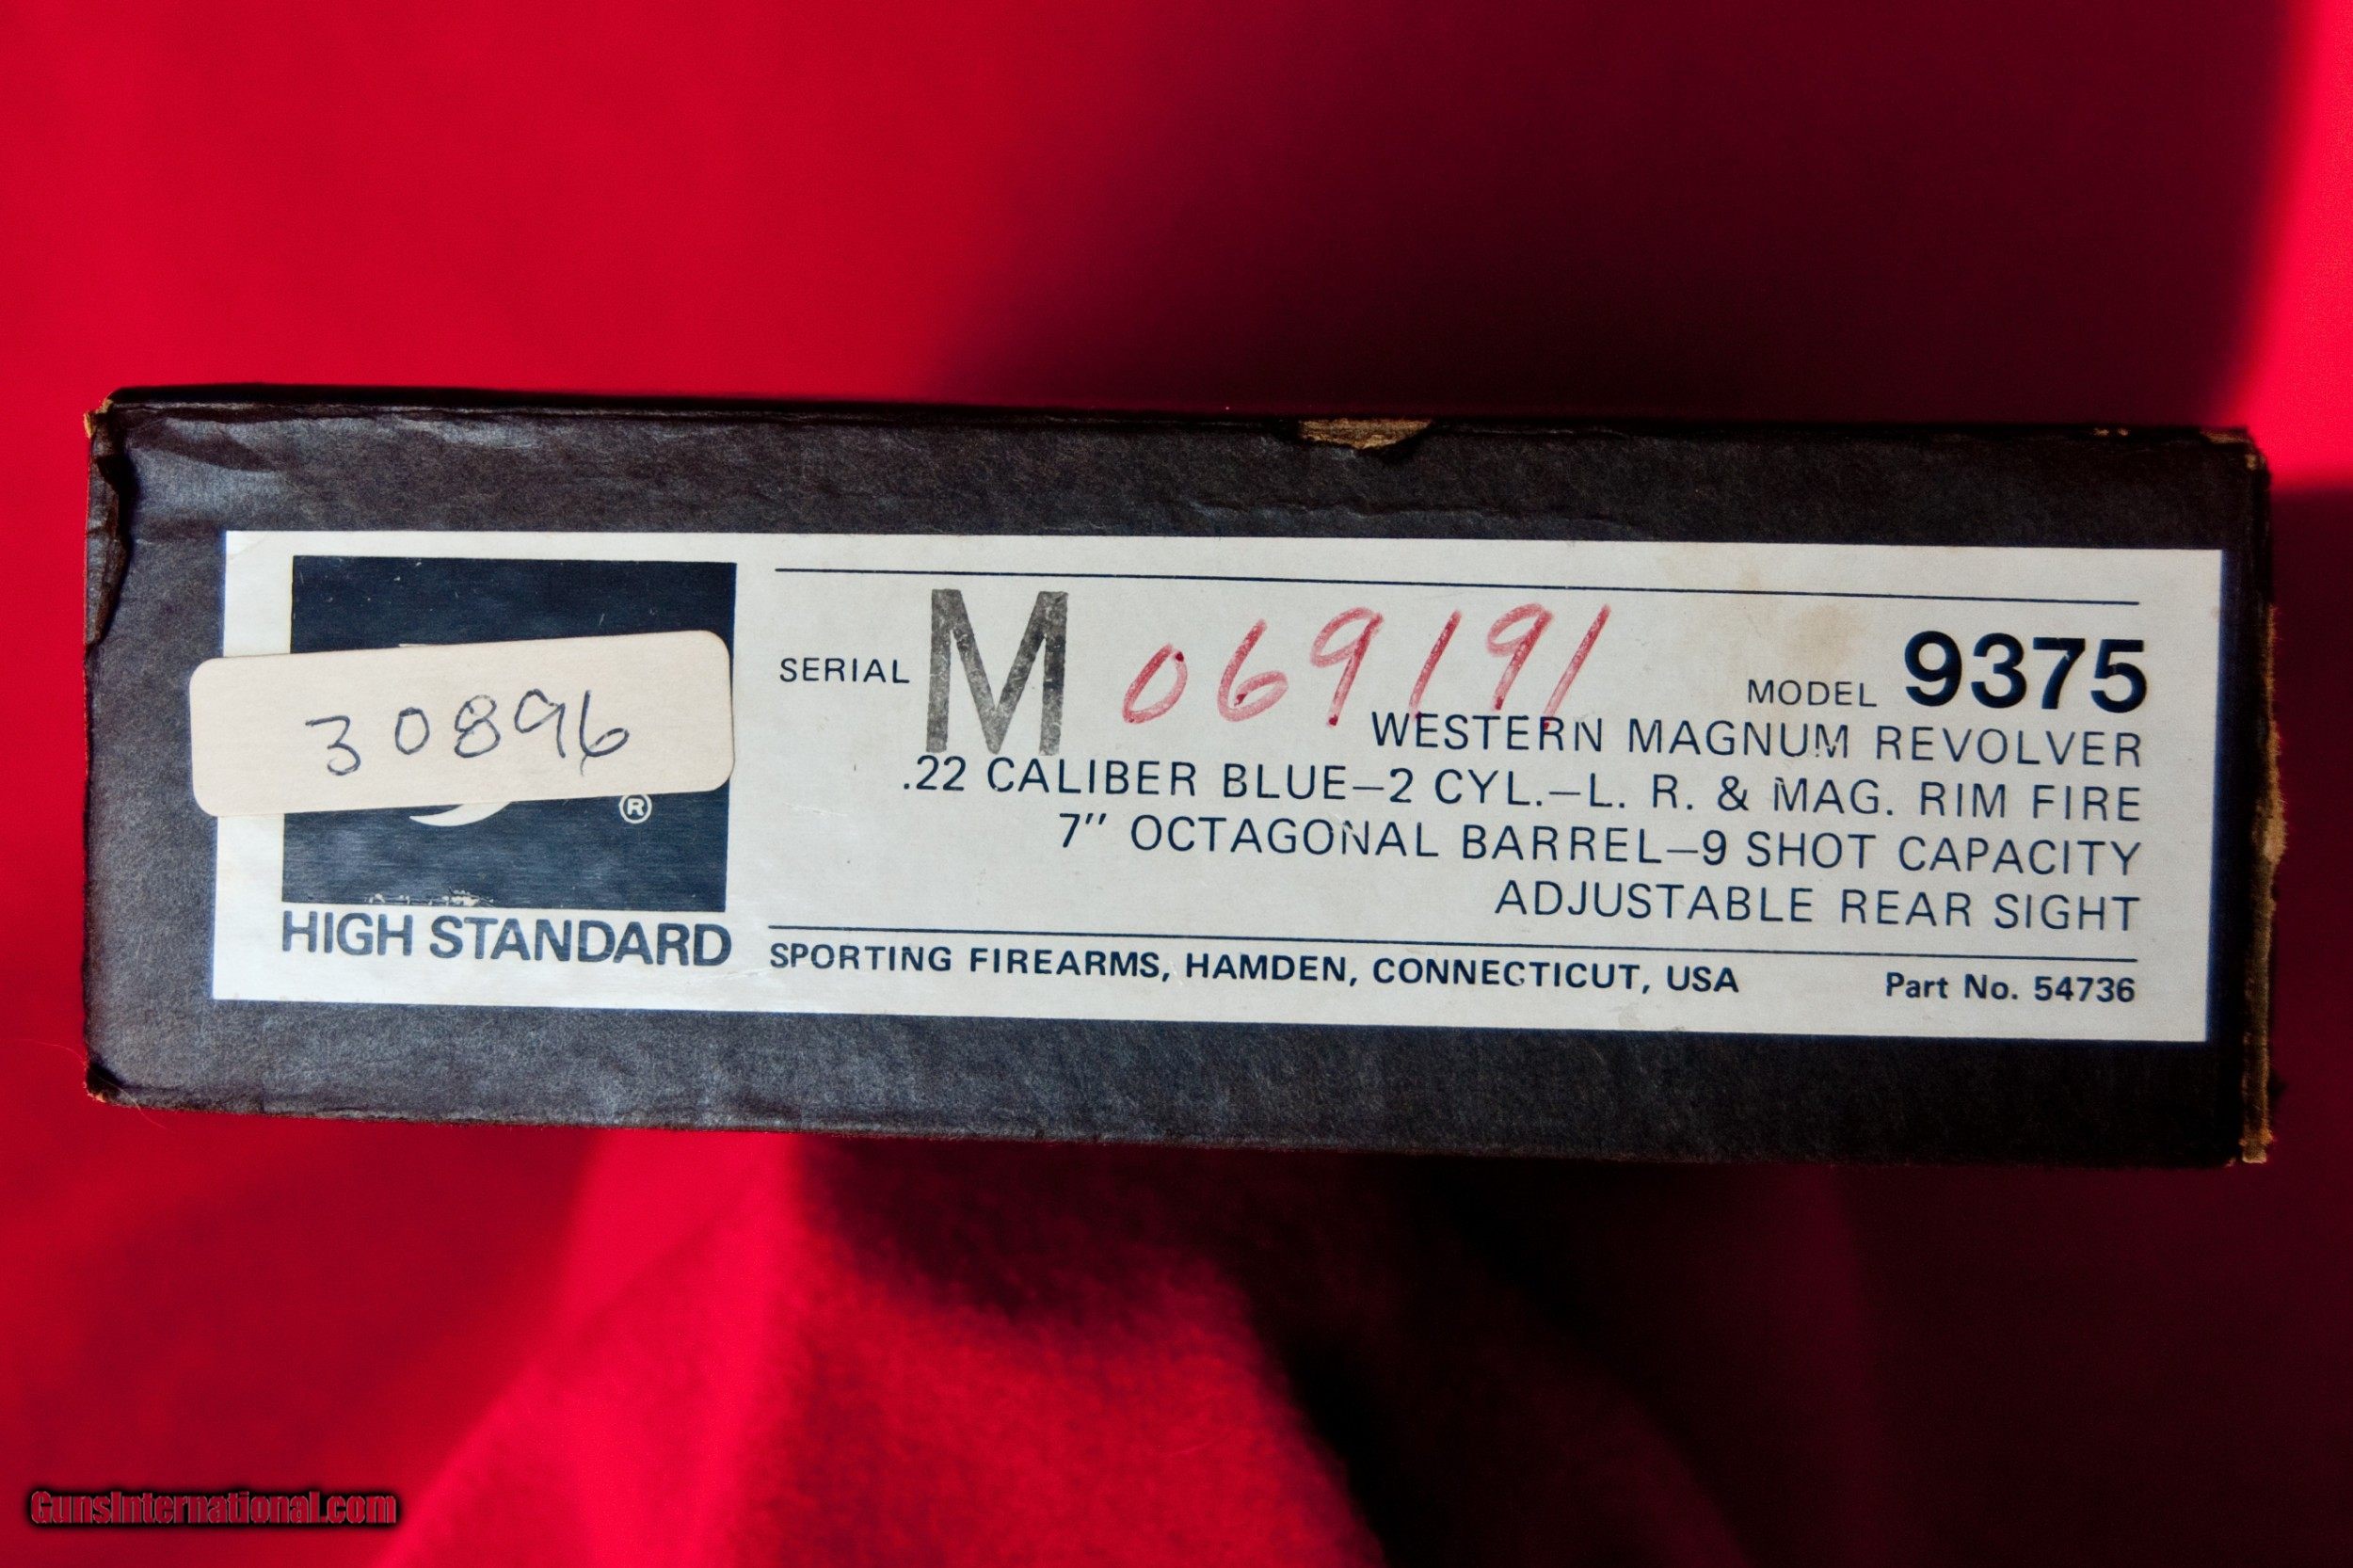 30896
®
HIGH STANDARD
SERIAL M 069191
MODEL 9375
WESTERN MAGNUM REVOLVER
.22 CALIBER BLUE—2 CYL.—L. R. & MAG. RIM FIRE
7" OCTAGONAL BARREL—9 SHOT CAPACITY
ADJUSTABLE REAR SIGHT
SPORTING FIREARMS, HAMDEN, CONNECTICUT, USA
Part No. 54736
GunsInternational.com